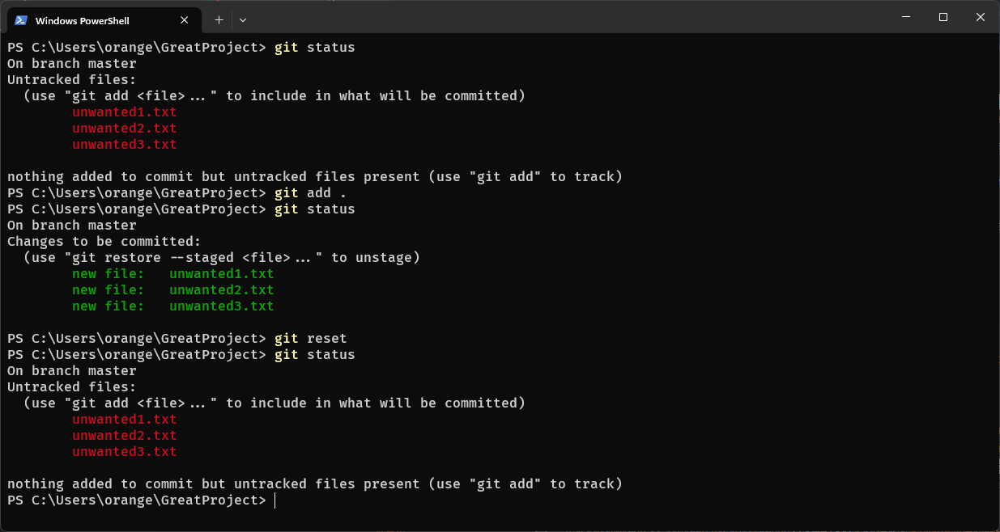 Windows PowerShell
PS C:\Users\orange\GreatProject> git status
On branch master
Untracked files:
  (use "git add <file>..." to include in what will be committed)
        unwanted1.txt
        unwanted2.txt
        unwanted3.txt

nothing added to commit but untracked files present (use "git add" to track)
PS C:\Users\orange\GreatProject> git add .
PS C:\Users\orange\GreatProject> git status
On branch master
Changes to be committed:
  (use "git restore --staged <file>..." to unstage)
        new file:   unwanted1.txt
        new file:   unwanted2.txt
        new file:   unwanted3.txt

PS C:\Users\orange\GreatProject> git reset
PS C:\Users\orange\GreatProject> git status
On branch master
Untracked files:
  (use "git add <file>..." to include in what will be committed)
        unwanted1.txt
        unwanted2.txt
        unwanted3.txt

nothing added to commit but untracked files present (use "git add" to track)
PS C:\Users\orange\GreatProject>